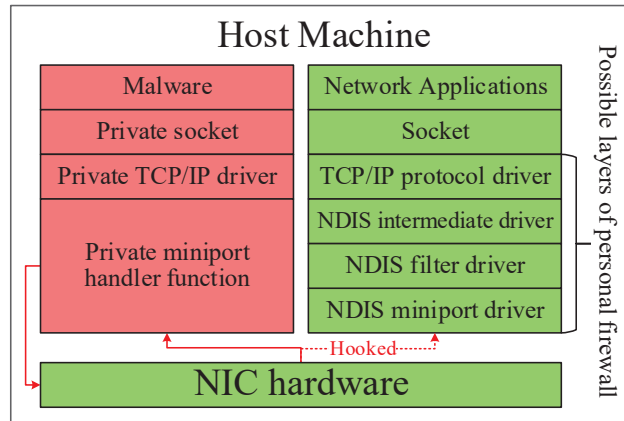 Host Machine
Malware
Private socket
Private TCP/IP driver
Private miniport
handler function
Network Applications
Socket
TCP/IP protocol driver
NDIS intermediate driver
NDIS filter driver
NDIS miniport driver
Hooked
NIC hardware
Possible layers of personal firewall